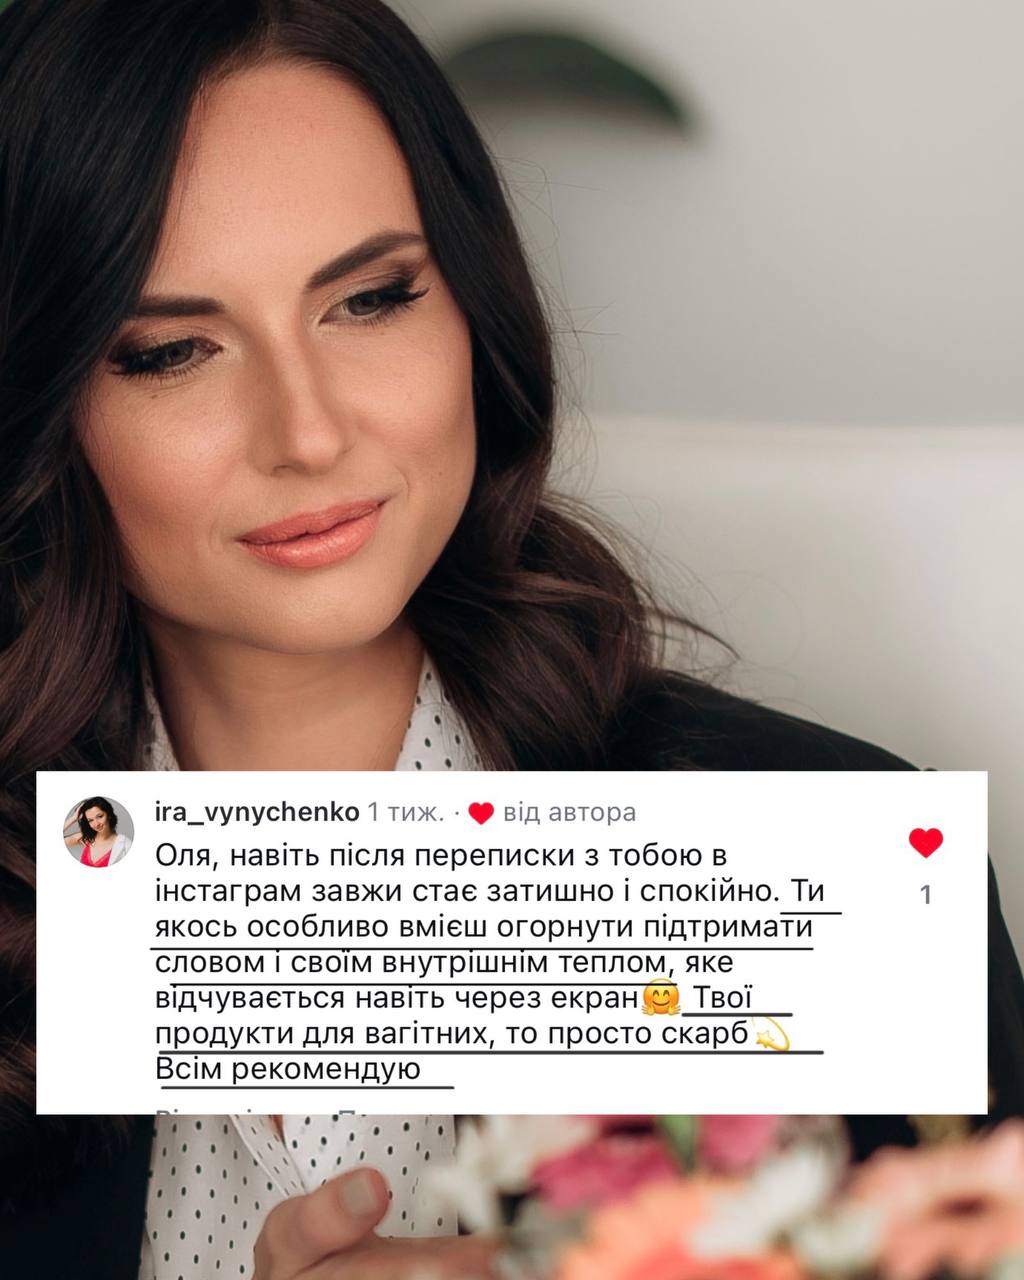 ira_vynychenko 1 тиж. · ❤️ від автора
Оля, навіть після переписки з тобою в
інстаграм завжи стає затишно і спокійно. Ти
якось особливо вмієш огорнути підтримати
словом і своїм внутрішнім теплом, яке
відчувається навіть через екран🤗 Твої
продукти для вагітних, то просто скарб💫
Всім рекомендую
1